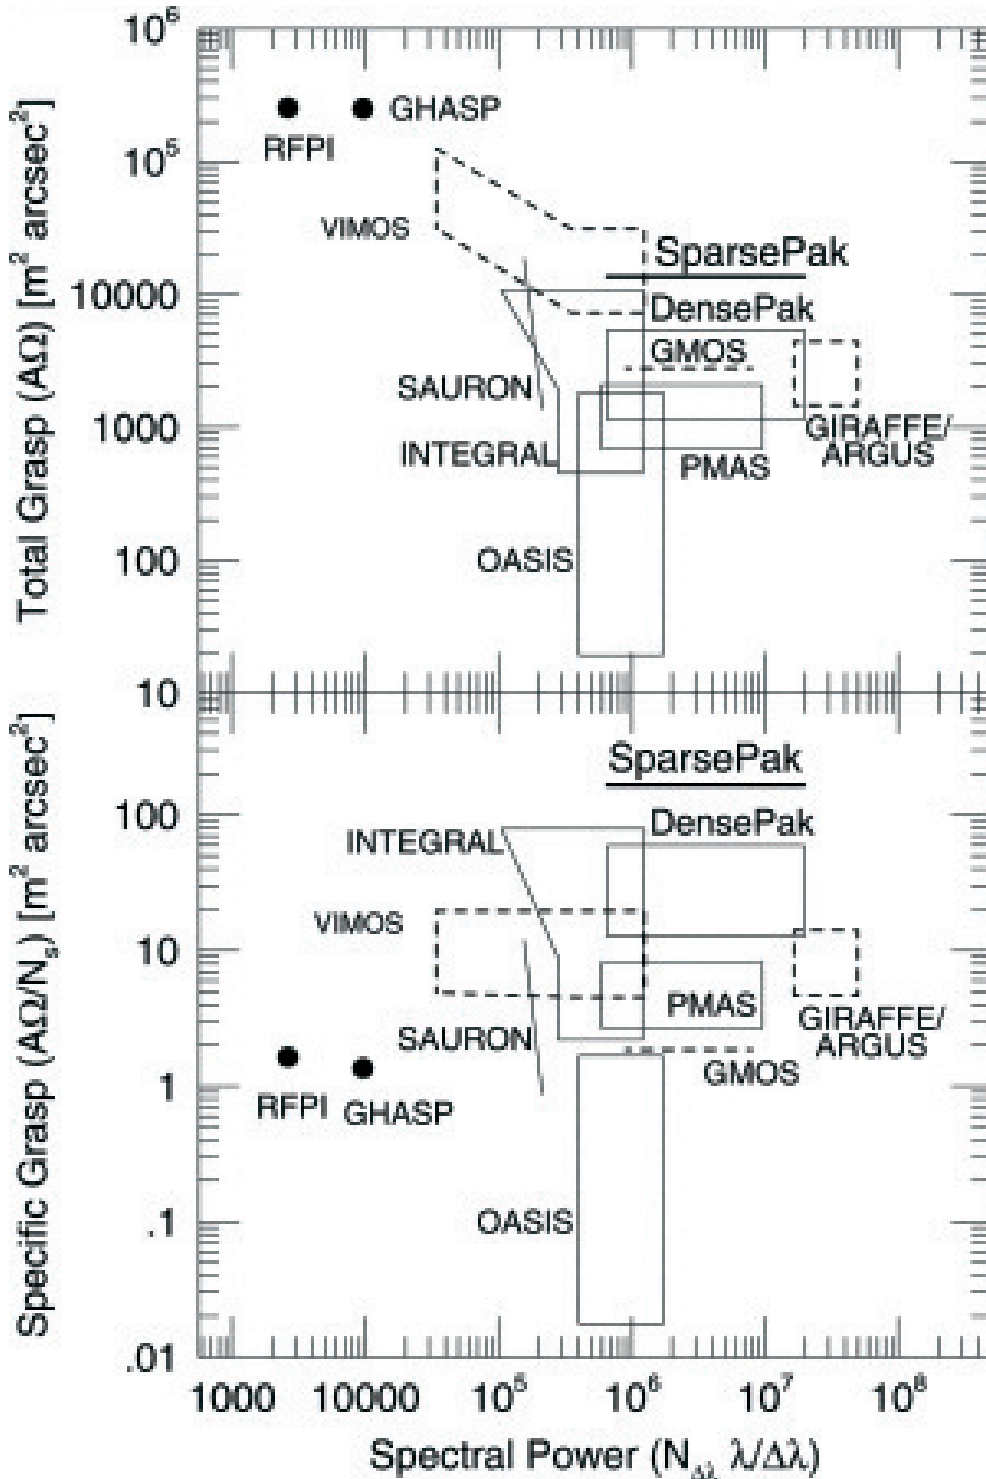 10⁶
10⁵
10000
1000
100
10
Total Grasp (AΩ) [m² arcsec²]
GHASP
RFPI
VIMOS
SparsePak
DensePak
GMOS
SAURON
INTEGRAL
GIRAFFE/
ARGUS
PMAS
OASIS
100
10
1
.1
.01
Specific Grasp (AΩ/Nₛ) [m² arcsec²]
SparsePak
DensePak
INTEGRAL
VIMOS
PMAS
SAURON
GIRAFFE/
ARGUS
GMOS
RFPI
GHASP
OASIS
1000 10000 10⁵ 10⁶ 10⁷ 10⁸
Spectral Power (N_Δλ λ/Δλ)